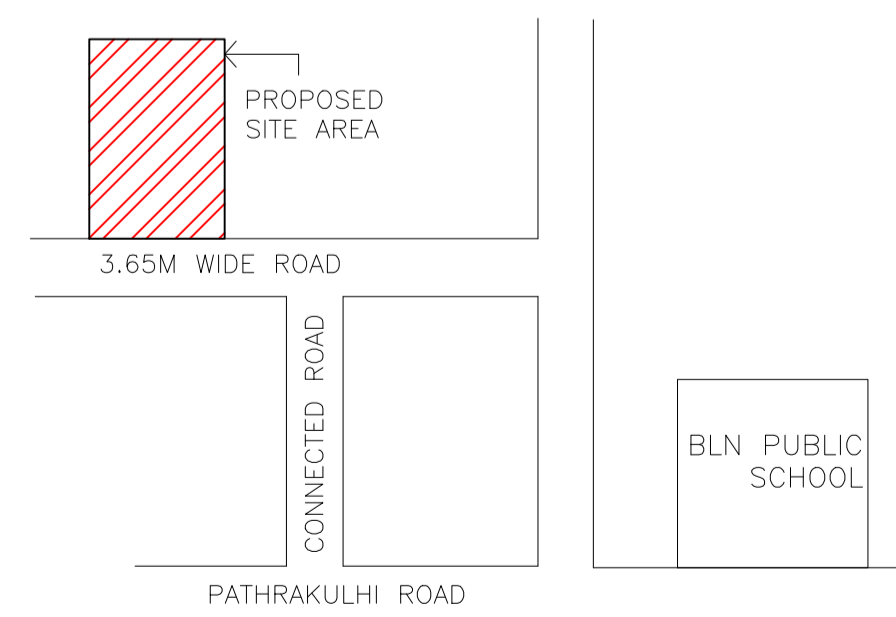 PROPOSED
SITE AREA
3.65M WIDE ROAD
CONNECTED ROAD
BLN PUBLIC
SCHOOL
PATHRAKULHI ROAD